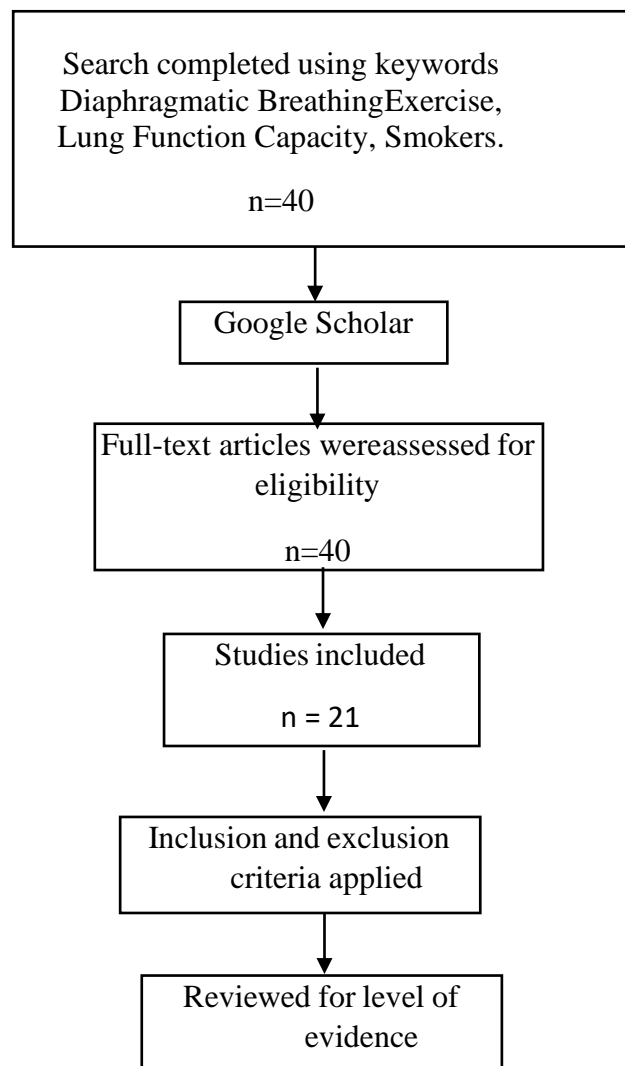 Search completed using keywords
Diaphragmatic BreathingExercise,
Lung Function Capacity, Smokers.
n=40
Google Scholar
Full-text articles wereassessed for
eligibility
n=40
Studies included
n = 21
Inclusion and exclusion
criteria applied
Reviewed for level of
evidence